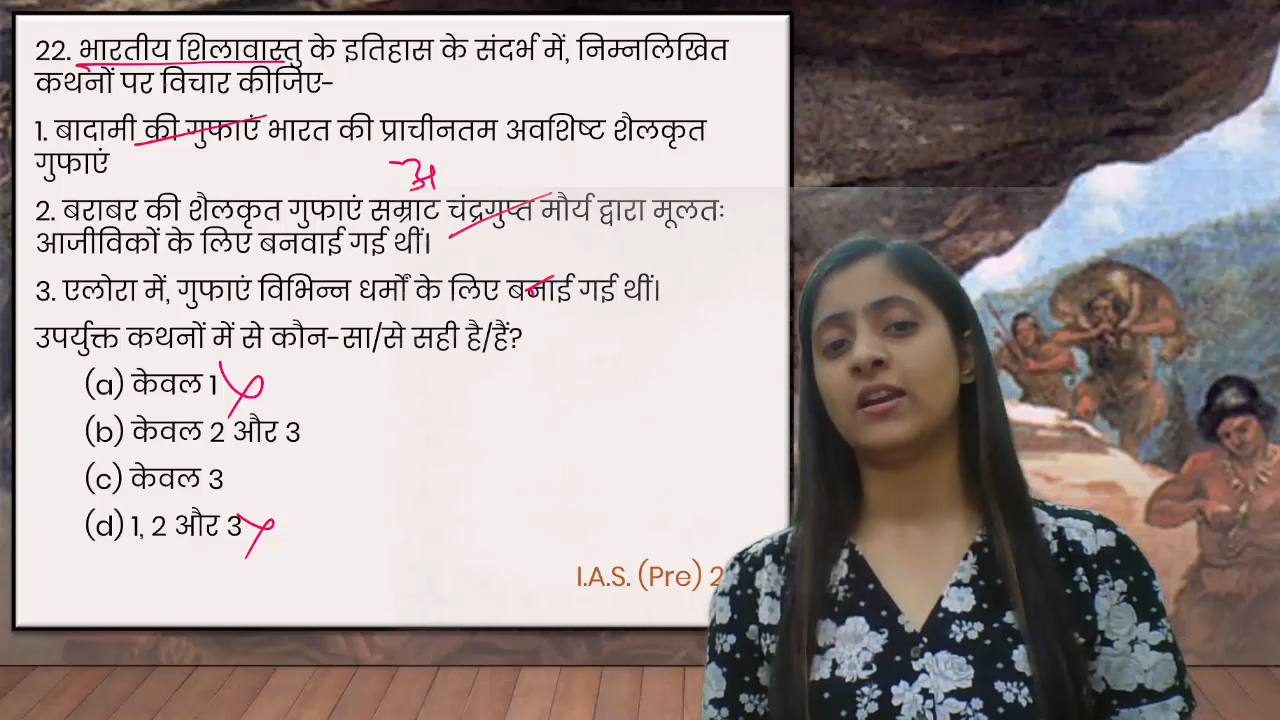 22. भारतीय शिलावास्तु के इतिहास के संदर्भ में, निम्नलिखित
कथनों पर विचार कीजिए-
1. बादामी की गुफाएं भारत की प्राचीनतम अवशिष्ट शैलकृत
गुफाएं
अ
2. बराबर की शैलकृत गुफाएं सम्राट चंद्रगुप्त मौर्य द्वारा मूलतः
आजीविकों के लिए बनवाई गई थीं।
3. एलोरा में, गुफाएं विभिन्न धर्मों के लिए बनाई गई थीं।
उपर्युक्त कथनों में से कौन-सा/से सही है/हैं?
(a) केवल 1
(b) केवल 2 और 3
(c) केवल 3
(d) 1, 2 और 3
I.A.S. (Pre) 2